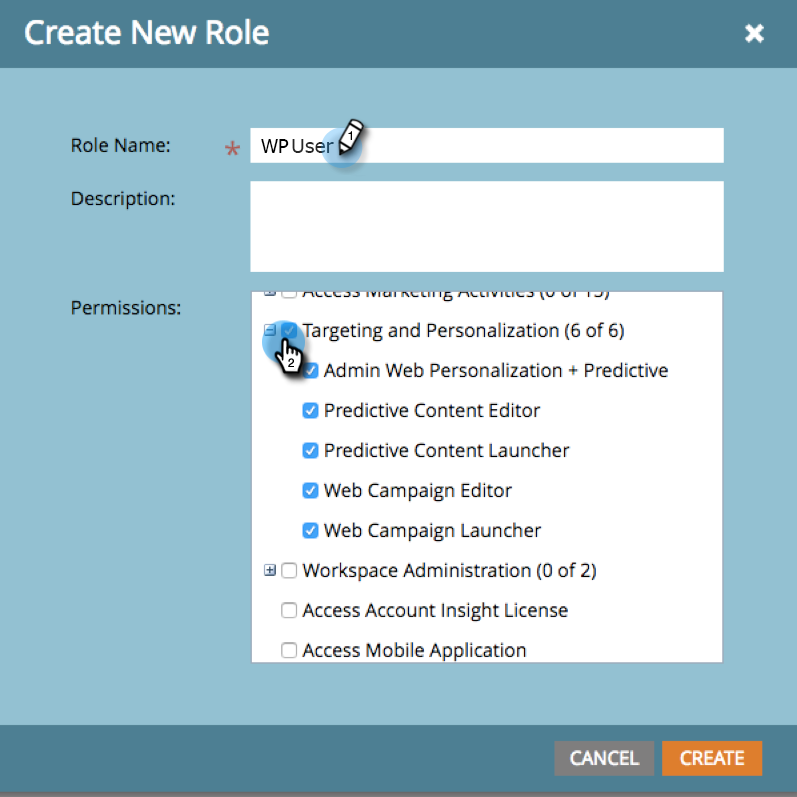 Create New Role
Role Name: * WP User 1
Description:
Permissions:
Access Marketing Activities (0 of 15)
Targeting and Personalization (6 of 6)
2
Admin Web Personalization + Predictive
Predictive Content Editor
Predictive Content Launcher
Web Campaign Editor
Web Campaign Launcher
Workspace Administration (0 of 2)
Access Account Insight License
Access Mobile Application
CANCEL CREATE